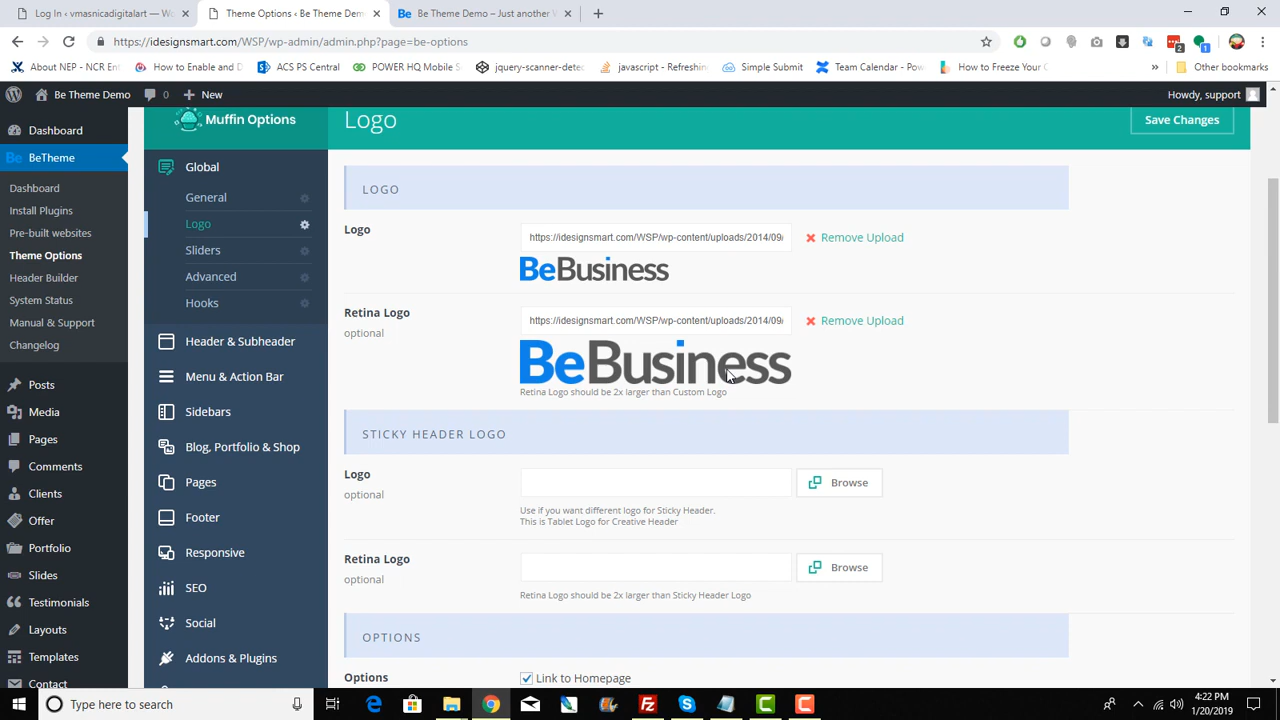 Log In ‹ vmasnicadigitalart — Wo
Theme Options ‹ Be Theme Dem
Be Theme Demo – Just another W
https://idesignsmart.com/WSP/wp-admin/admin.php?page=be-options
2
1
About NEP - NCR Ent
How to Enable and D
ACS PS Central
POWER HQ Mobile S
jquery-scanner-detec
javascript - Refreshing
Simple Submit
Team Calendar - Pow
How to Freeze Your
»
Other bookmarks
Be Theme Demo
0
New
Howdy, support
Dashboard
BeTheme
Dashboard
Install Plugins
Pre-built websites
Theme Options
Header Builder
System Status
Manual & Support
Changelog
Posts
Media
Pages
Comments
Clients
Offer
Portfolio
Slides
Testimonials
Layouts
Templates
Contact
Muffin Options
Global
General
Logo
Sliders
Advanced
Hooks
Header & Subheader
Menu & Action Bar
Sidebars
Blog, Portfolio & Shop
Pages
Footer
Responsive
SEO
Social
Addons & Plugins
Logo
Save Changes
LOGO
Logo
https://idesignsmart.com/WSP/wp-content/uploads/2014/09/
Remove Upload
BeBusiness
Retina Logo
optional
https://idesignsmart.com/WSP/wp-content/uploads/2014/09/
Remove Upload
BeBusiness
Retina Logo should be 2x larger than Custom Logo
STICKY HEADER LOGO
Logo
optional
Browse
Use if you want different logo for Sticky Header.
This is Tablet Logo for Creative Header
Retina Logo
optional
Browse
Retina Logo should be 2x larger than Sticky Header Logo
OPTIONS
Options
Link to Homepage
Type here to search
4:22 PM
1/20/2019